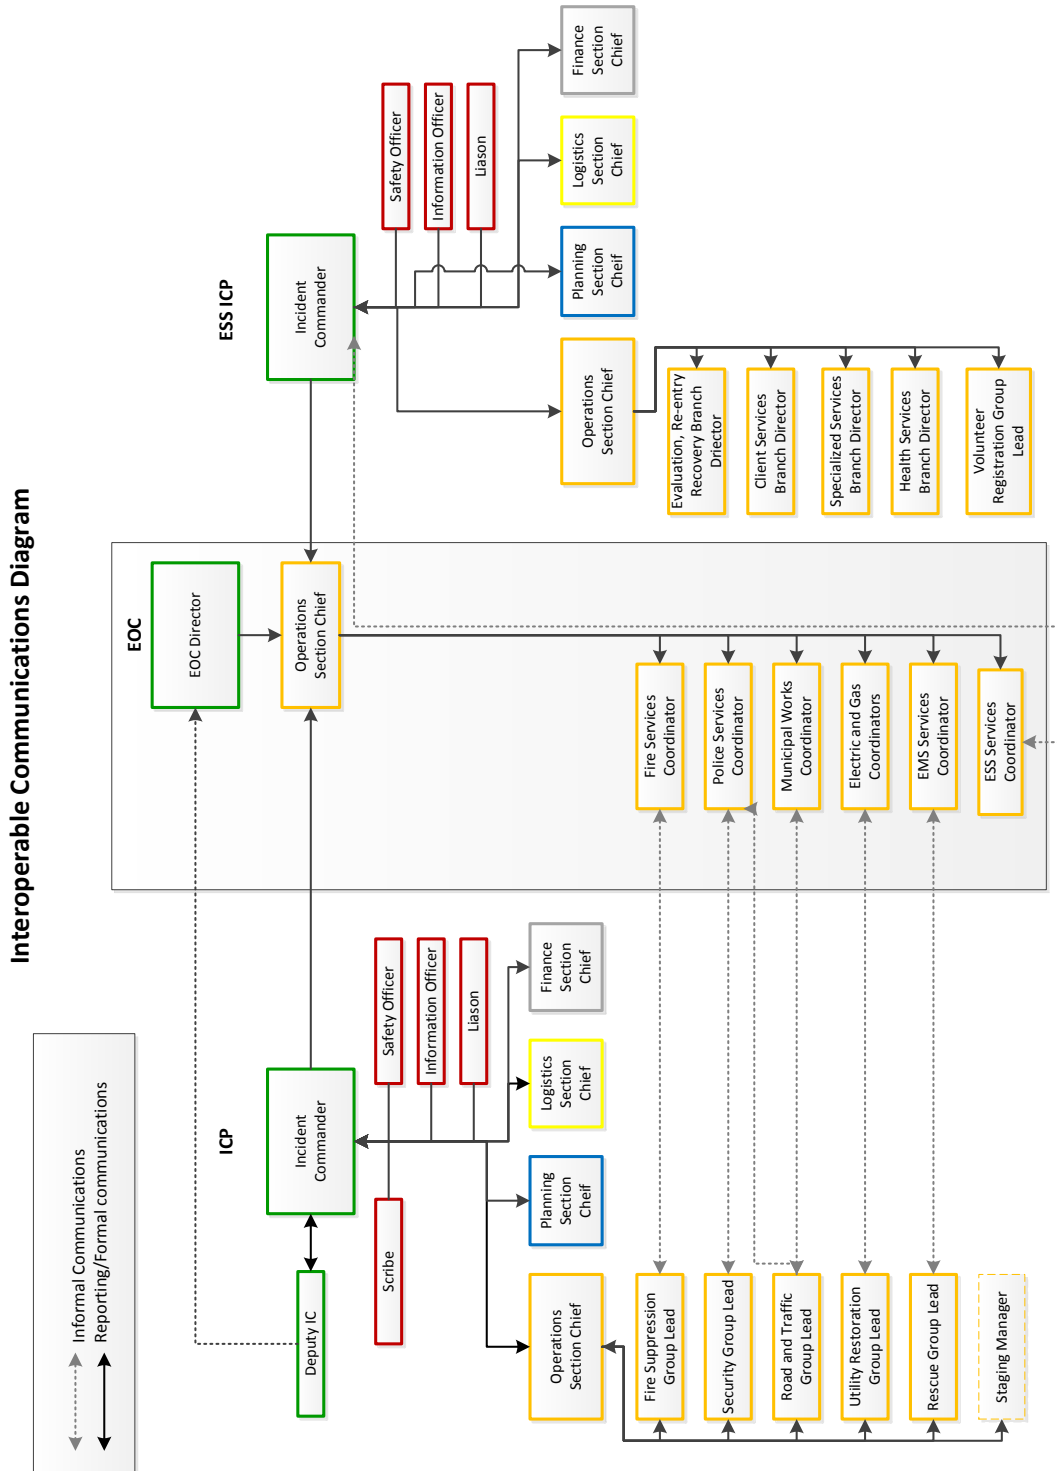 Interoperable Communications Diagram
Informal Communications
Reporting/Formal communications
ICP
Deputy IC
Incident
Commander
Scribe
Safety Officer
Information Officer
Liason
Operations
Section Chief
Planning
Section
Cheif
Logistics
Section
Chief
Finance
Section
Chief
Fire Suppression
Group Lead
Security Group Lead
Road and Traffic
Group Lead
Utility Restoration
Group Lead
Rescue Group Lead
Staging Manager
EOC
EOC Director
Operations
Section Chief
Fire Services
Coordinator
Police Services
Coordinator
Municipal Works
Coordinator
Electric and Gas
Coordinators
EMS Services
Coordinator
ESS Services
Coordinator
ESS ICP
Incident
Commander
Safety Officer
Information Officer
Liason
Operations
Section Chief
Planning
Section
Cheif
Logistics
Section
Chief
Finance
Section
Chief
Evaluation, Re-entry
Recovery Branch
Driector
Client Services
Branch Director
Specialized Services
Branch Director
Health Services
Branch Director
Volunteer
Registration Group
Lead